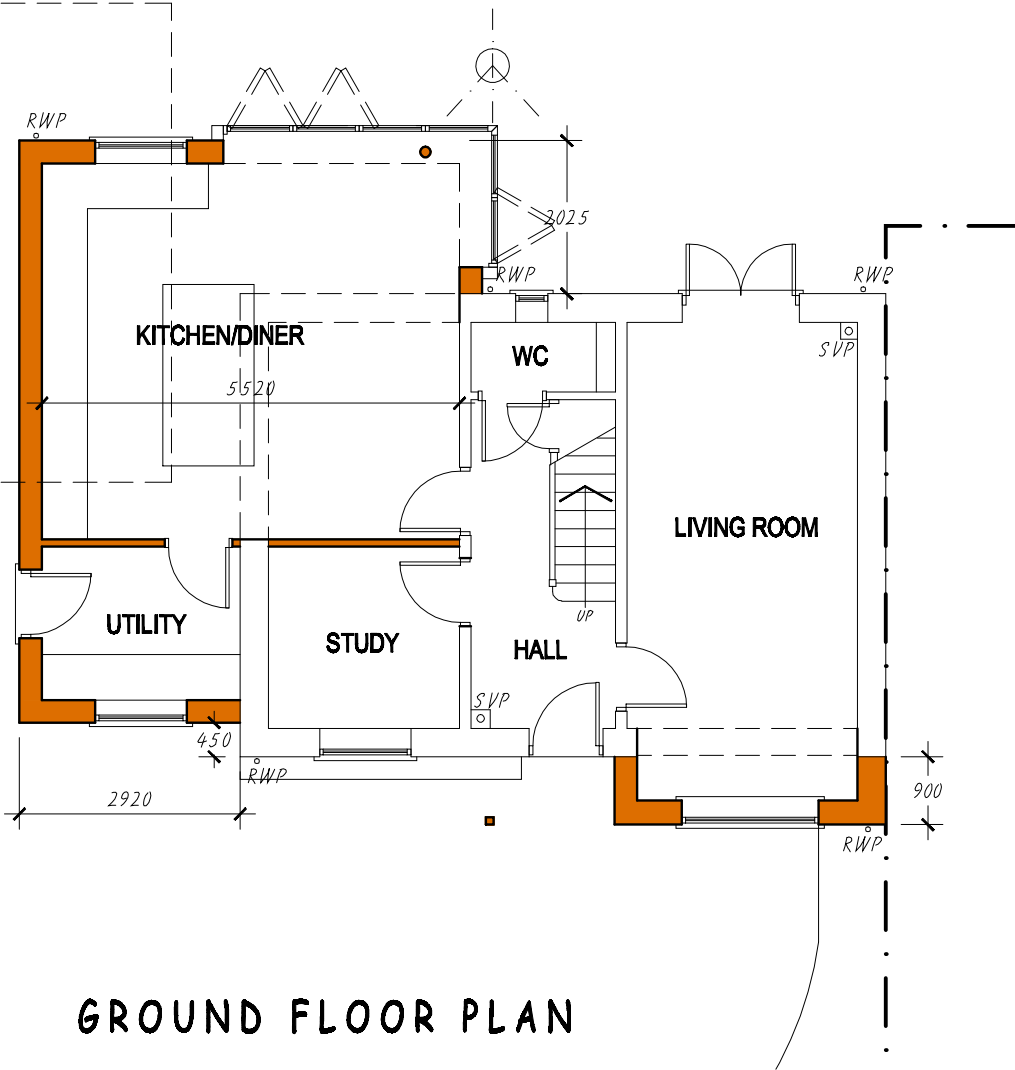 RWP
2025
RWP
RWP
KITCHEN/DINER
WC
SVP
5520
LIVING ROOM
UTILITY
STUDY
UP
HALL
SVP
450
RWP
2920
900
RWP
GROUND FLOOR PLAN